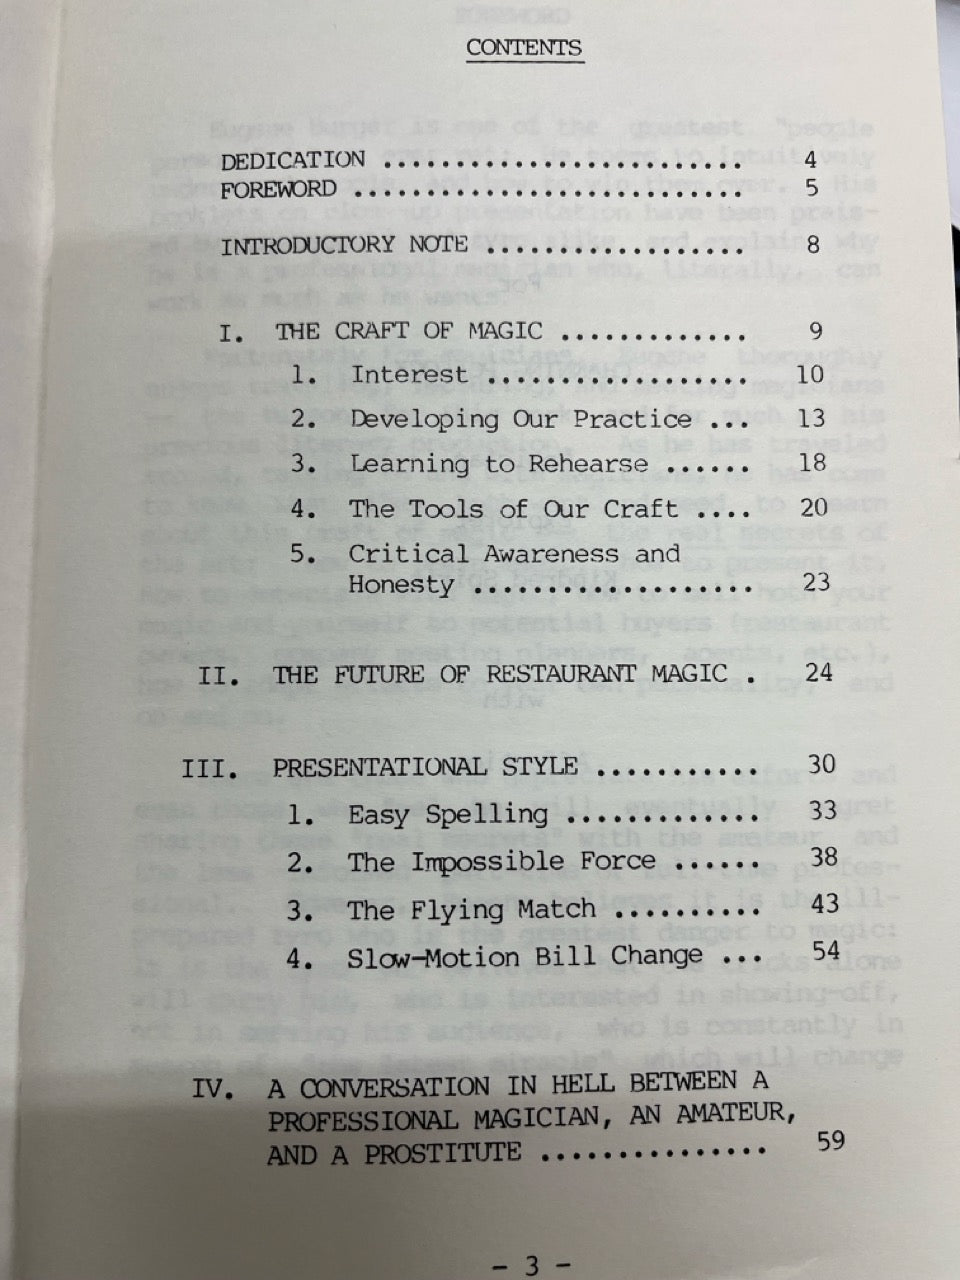 CONTENTS
DEDICATION ........................ 4
FOREWORD .......................... 5
INTRODUCTORY NOTE .................. 8
I. THE CRAFT OF MAGIC ............. 9
1. Interest .................. 10
2. Developing Our Practice ... 13
3. Learning to Rehearse ...... 18
4. The Tools of Our Craft .... 20
5. Critical Awareness and
Honesty ................... 23
II. THE FUTURE OF RESTAURANT MAGIC . 24
III. PRESENTATIONAL STYLE ........... 30
1. Easy Spelling ............. 33
2. The Impossible Force ...... 38
3. The Flying Match .......... 43
4. Slow-Motion Bill Change ... 54
IV. A CONVERSATION IN HELL BETWEEN A
PROFESSIONAL MAGICIAN, AN AMATEUR,
AND A PROSTITUTE ............... 59
- 3 -